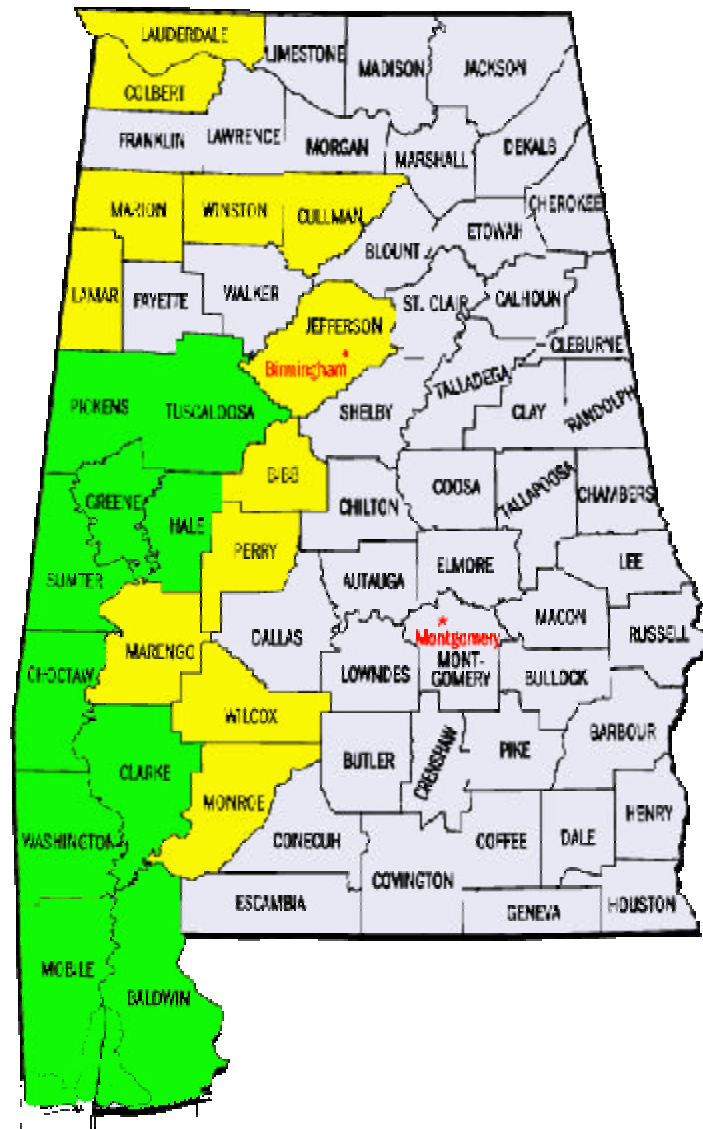 LAUDERDALE
LIMESTONE
MADISON
JACKSON
COLBERT
FRANKLIN
LAWRENCE
MORGAN
MARSHALL
DEKALB
CHEROKEE
MARION
WINSTON
CULLMAN
BLOUNT
ETOWAH
LAMAR
FAYETTE
WALKER
JEFFERSON
ST. CLAIR
CALHOUN
CLEBURNE
Birmingham
*
PICKENS
TUSCALOOSA
SHELBY
TALLADEGA
CLAY
RANDOLPH
BIBB
GREENE
HALE
CHILTON
COOSA
TALLAPOOSA
CHAMBERS
PERRY
SUMTER
AUTAUGA
ELMORE
LEE
MACON
RUSSELL
*
Montgomery
MONT-
GOMERY
DALLAS
MARENGO
CHOCTAW
LOWNDES
BULLOCK
WILCOX
BARBOUR
CLARKE
BUTLER
CRENSHAW
PIKE
MONROE
HENRY
WASHINGTON
CONECUH
COFFEE
DALE
COVINGTON
ESCAMBIA
GENEVA
HOUSTON
MOBILE
BALDWIN